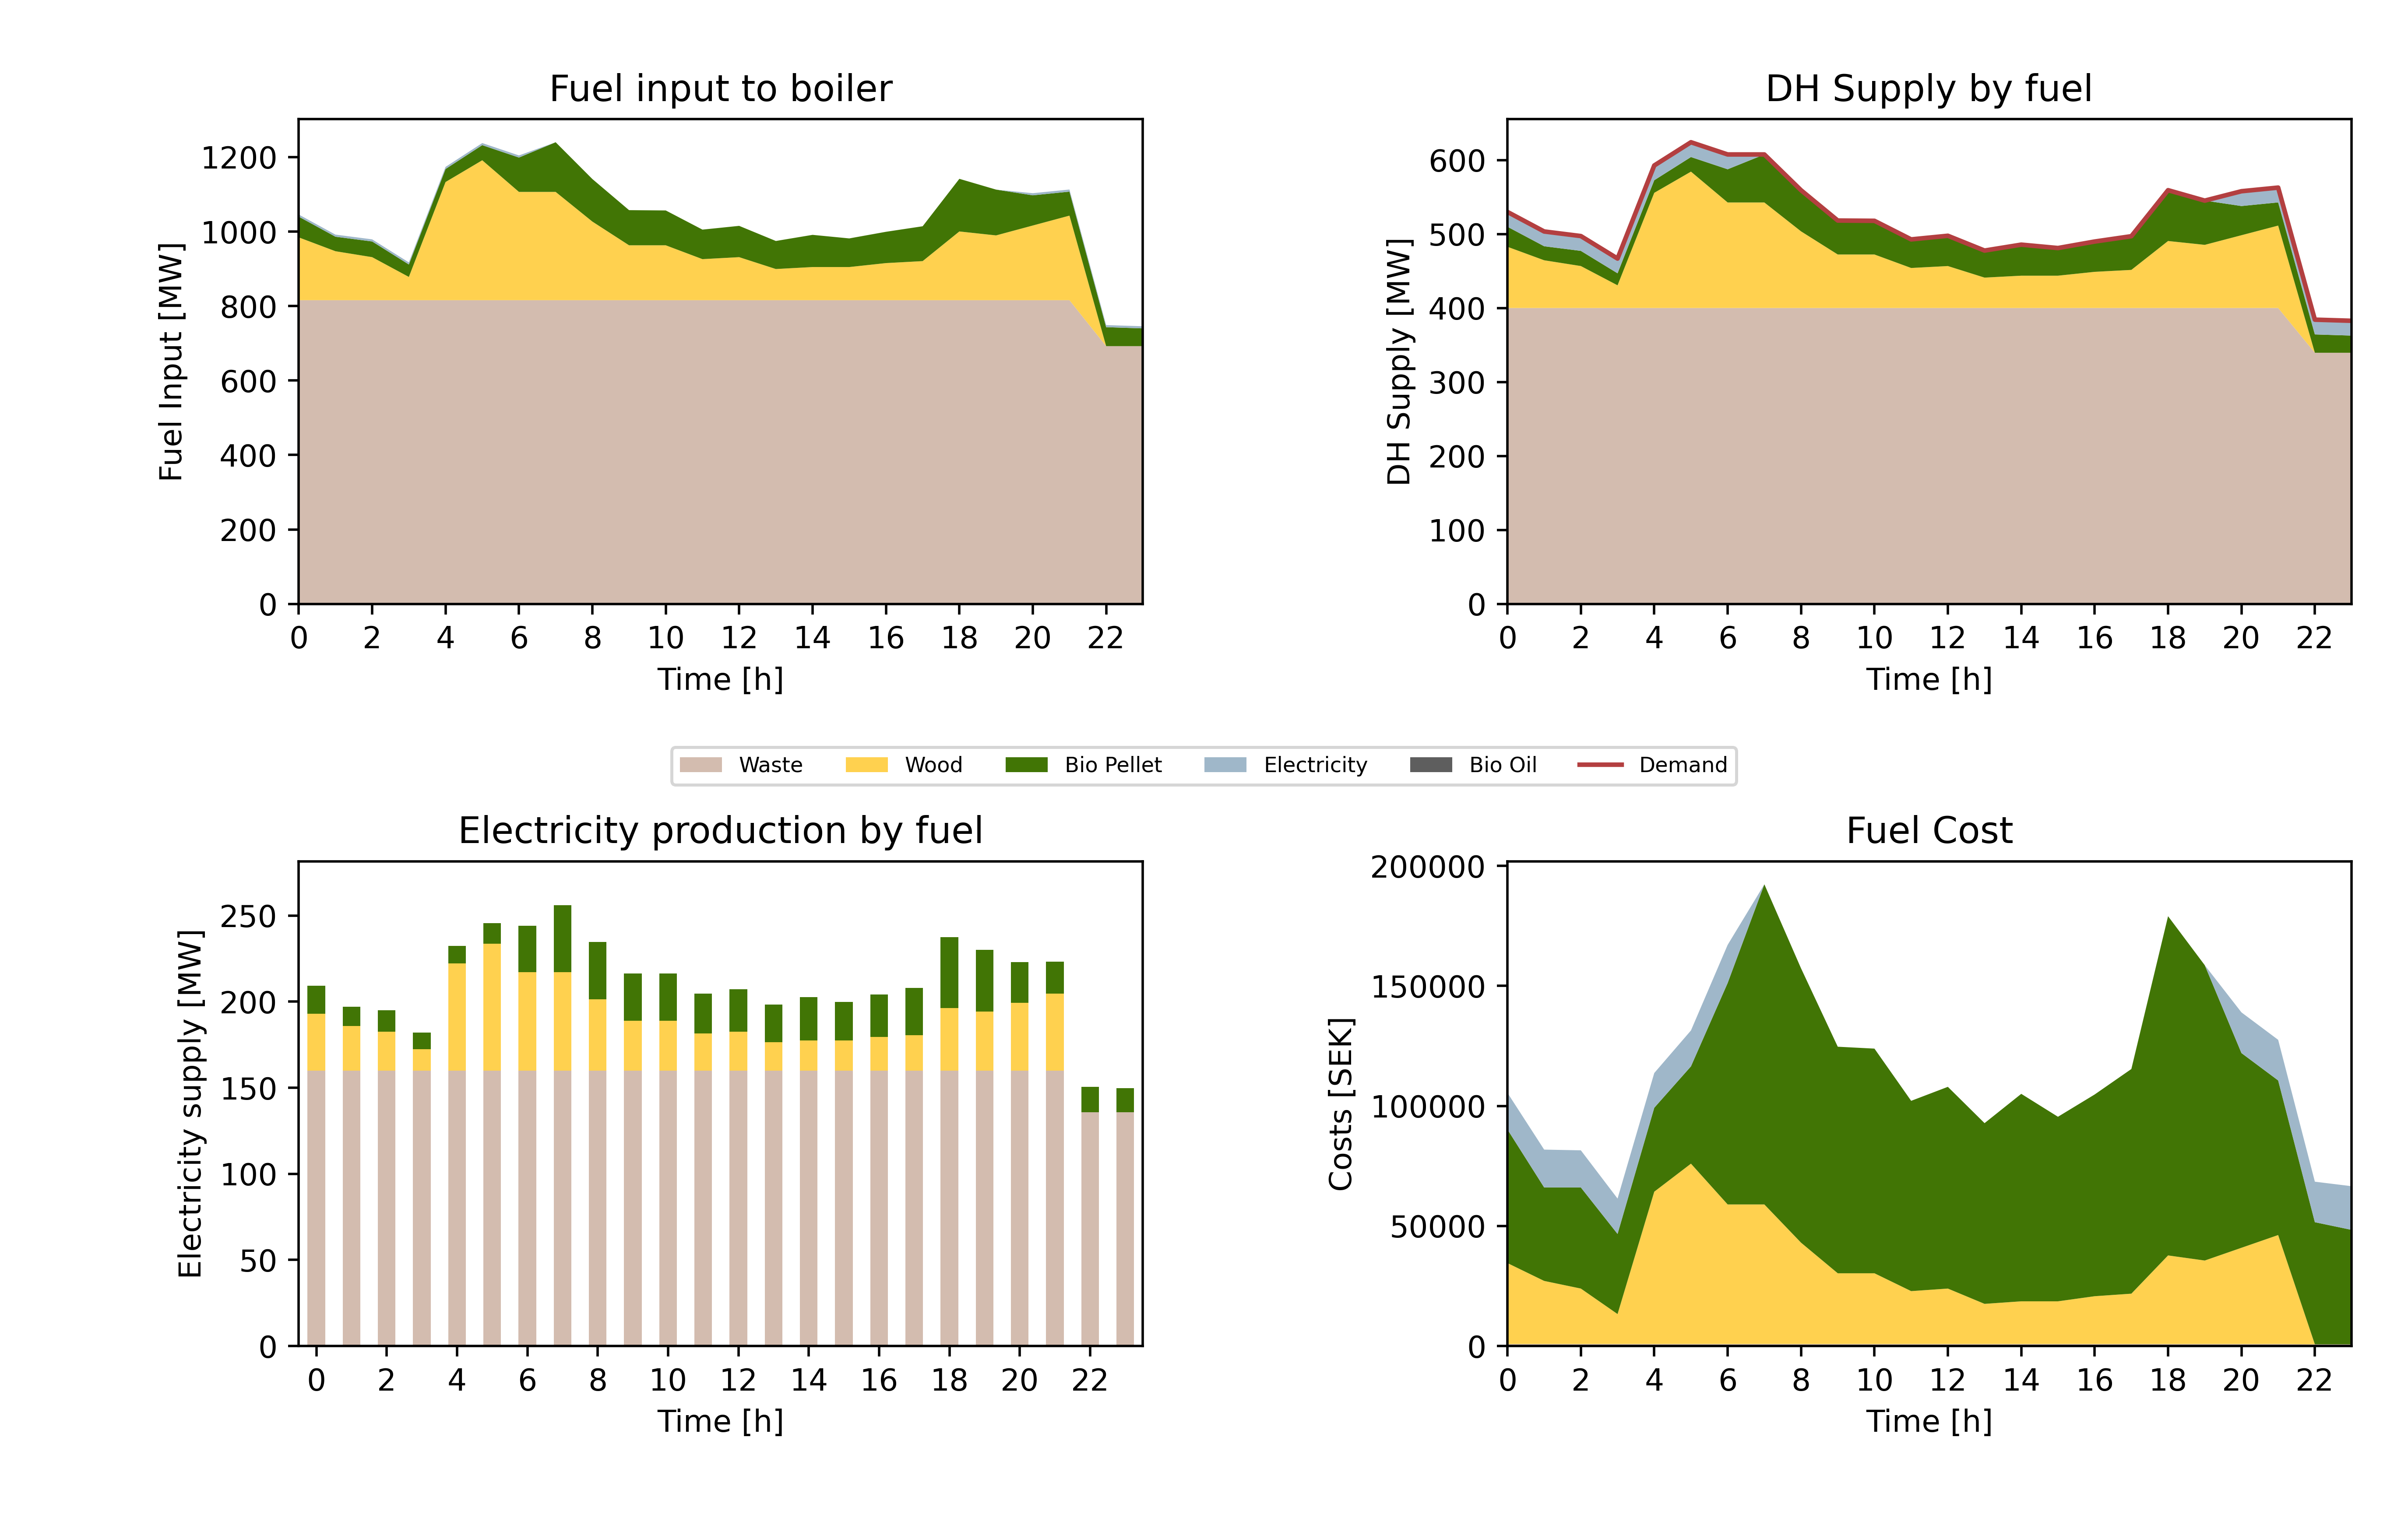 Fuel input to boiler
Fuel Input [MW]
1200
1000
800
600
400
200
0
0 2 4 6 8 10 12 14 16 18 20 22
Time [h]
DH Supply by fuel
DH Supply [MW]
600
500
400
300
200
100
0
0 2 4 6 8 10 12 14 16 18 20 22
Time [h]
Waste Wood Bio Pellet Electricity Bio Oil Demand
Electricity production by fuel
Electricity supply [MW]
250
200
150
100
50
0
0 2 4 6 8 10 12 14 16 18 20 22
Time [h]
Fuel Cost
Costs [SEK]
200000
150000
100000
50000
0
0 2 4 6 8 10 12 14 16 18 20 22
Time [h]